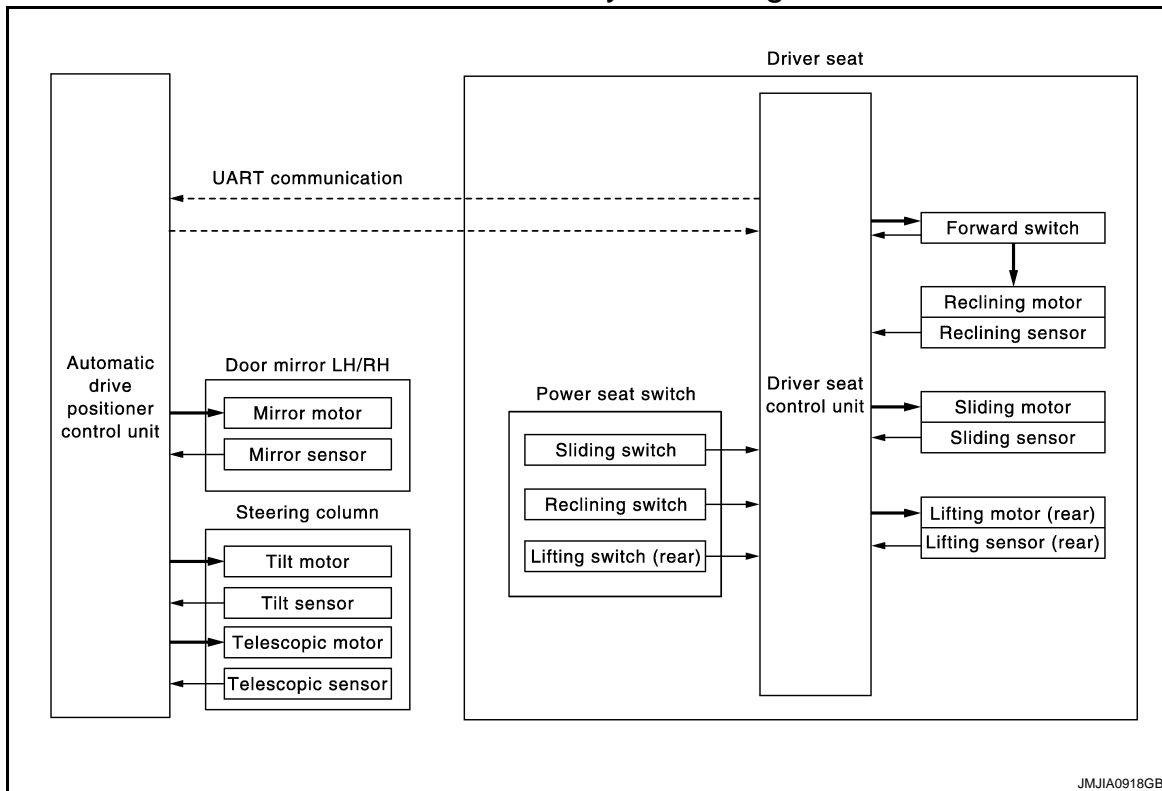 Driver seat
UART communication
Forward switch
Reclining motor
Reclining sensor
Automatic
drive
positioner
control unit
Door mirror LH/RH
Mirror motor
Mirror sensor
Power seat switch
Sliding switch
Reclining switch
Lifting switch (rear)
Driver seat
control unit
Sliding motor
Sliding sensor
Lifting motor (rear)
Lifting sensor (rear)
Steering column
Tilt motor
Tilt sensor
Telescopic motor
Telescopic sensor
JMJIA0918GB